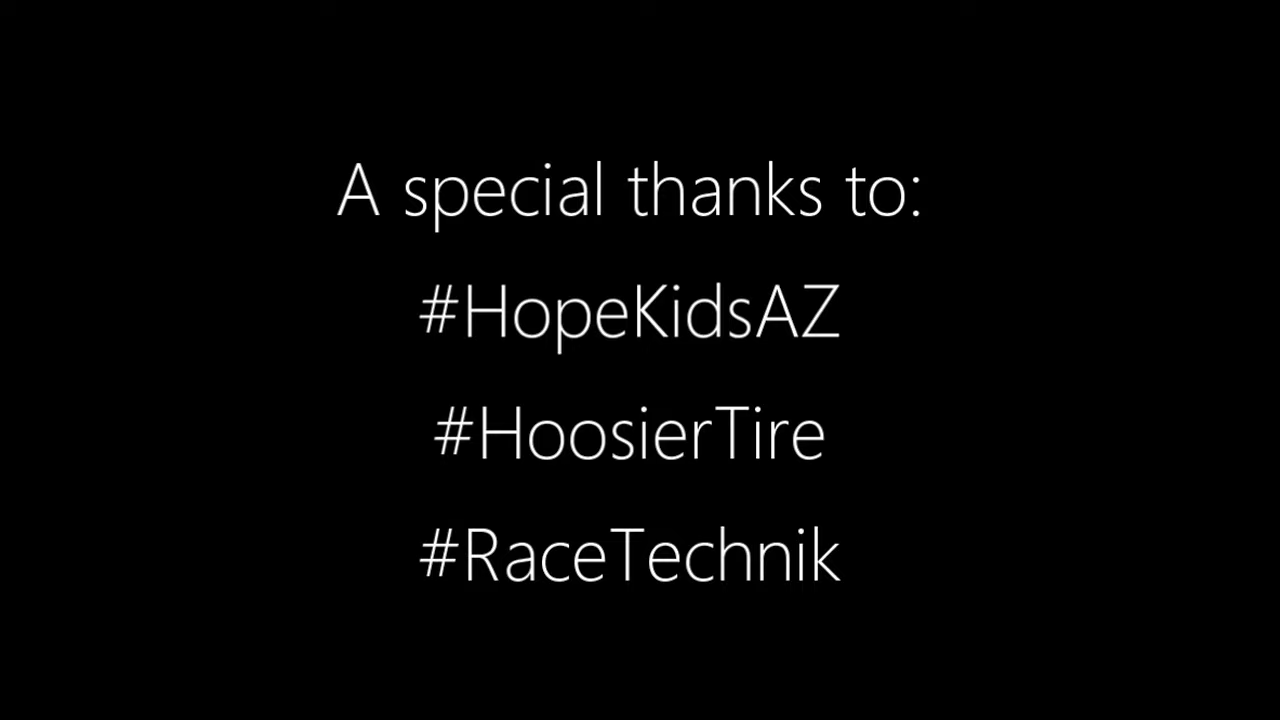 A special thanks to:
#HopeKidsAZ
#HoosierTire
#RaceTechnik